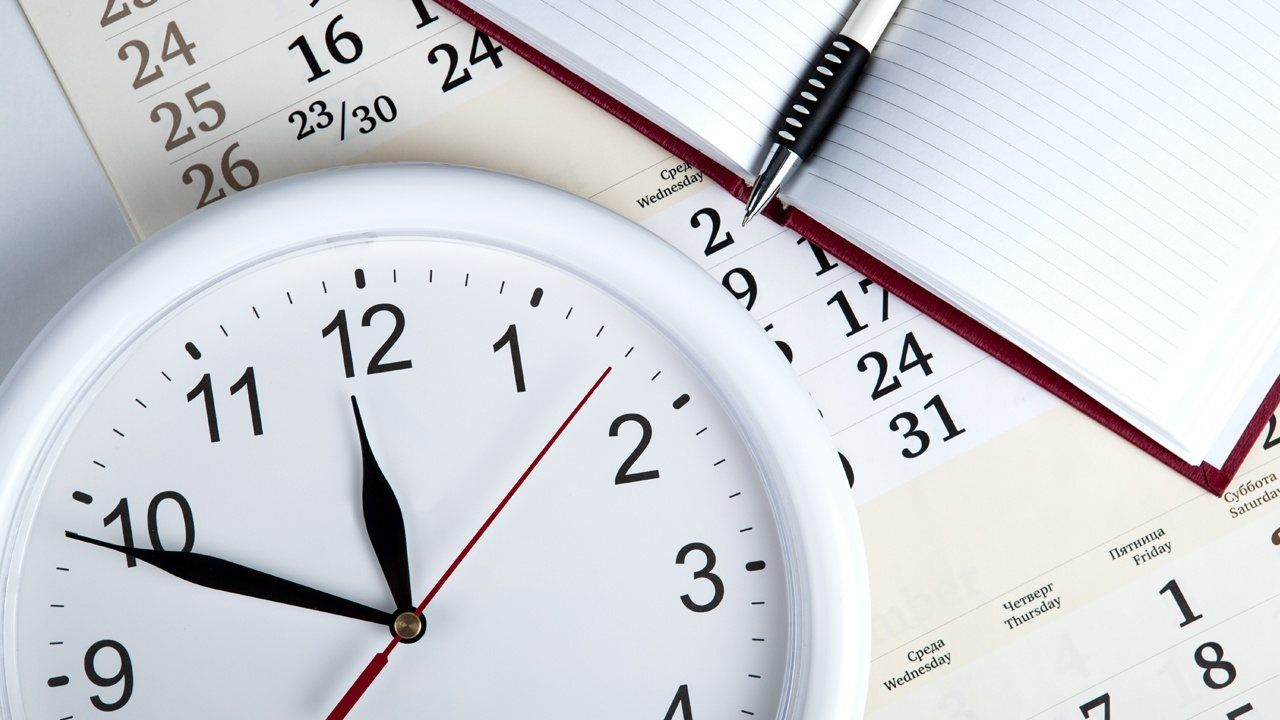 24
16
25
23/30
24
26
Среда
Wednesday
2
9
17
24
31
12
1
11
2
10
3
9
4
Суббота
Saturday
Пятница
Friday
Четверг
Thursday
Среда
Wednesday
1
8
7